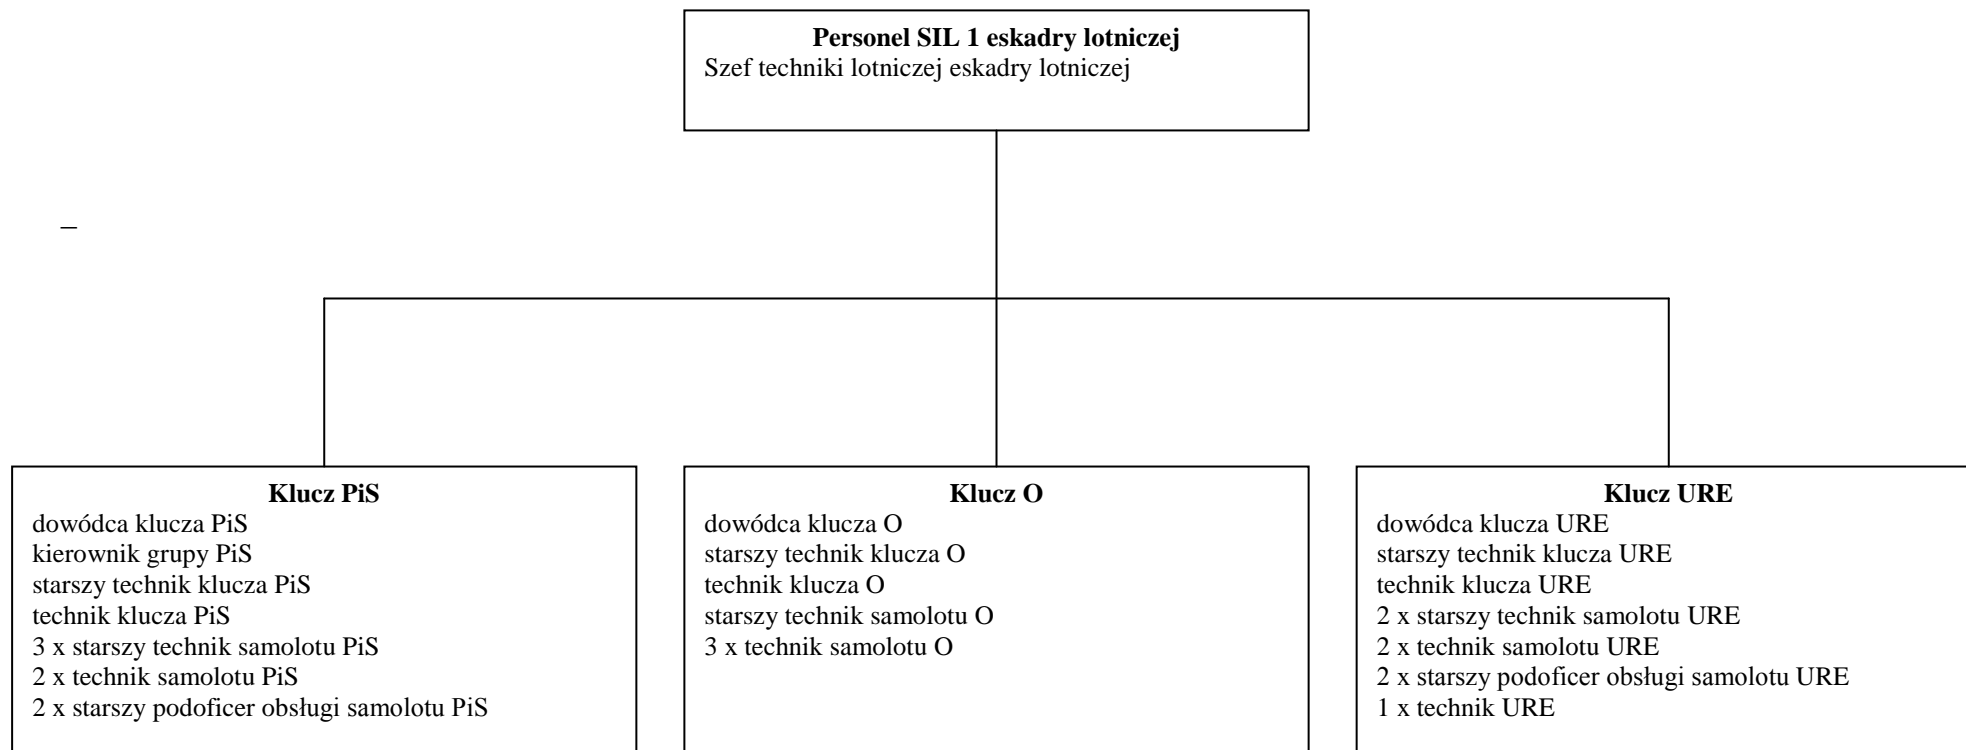 Personel SIL 1 eskadry lotniczej
Szef techniki lotniczej eskadry lotniczej
–
Klucz PiS
dowódca klucza PiS
kierownik grupy PiS
starszy technik klucza PiS
technik klucza PiS
3 x starszy technik samolotu PiS
2 x technik samolotu PiS
2 x starszy podoficer obsługi samolotu PiS
Klucz O
dowódca klucza O
starszy technik klucza O
technik klucza O
starszy technik samolotu O
3 x technik samolotu O
Klucz URE
dowódca klucza URE
starszy technik klucza URE
technik klucza URE
2 x starszy technik samolotu URE
2 x technik samolotu URE
2 x starszy podoficer obsługi samolotu URE
1 x technik URE